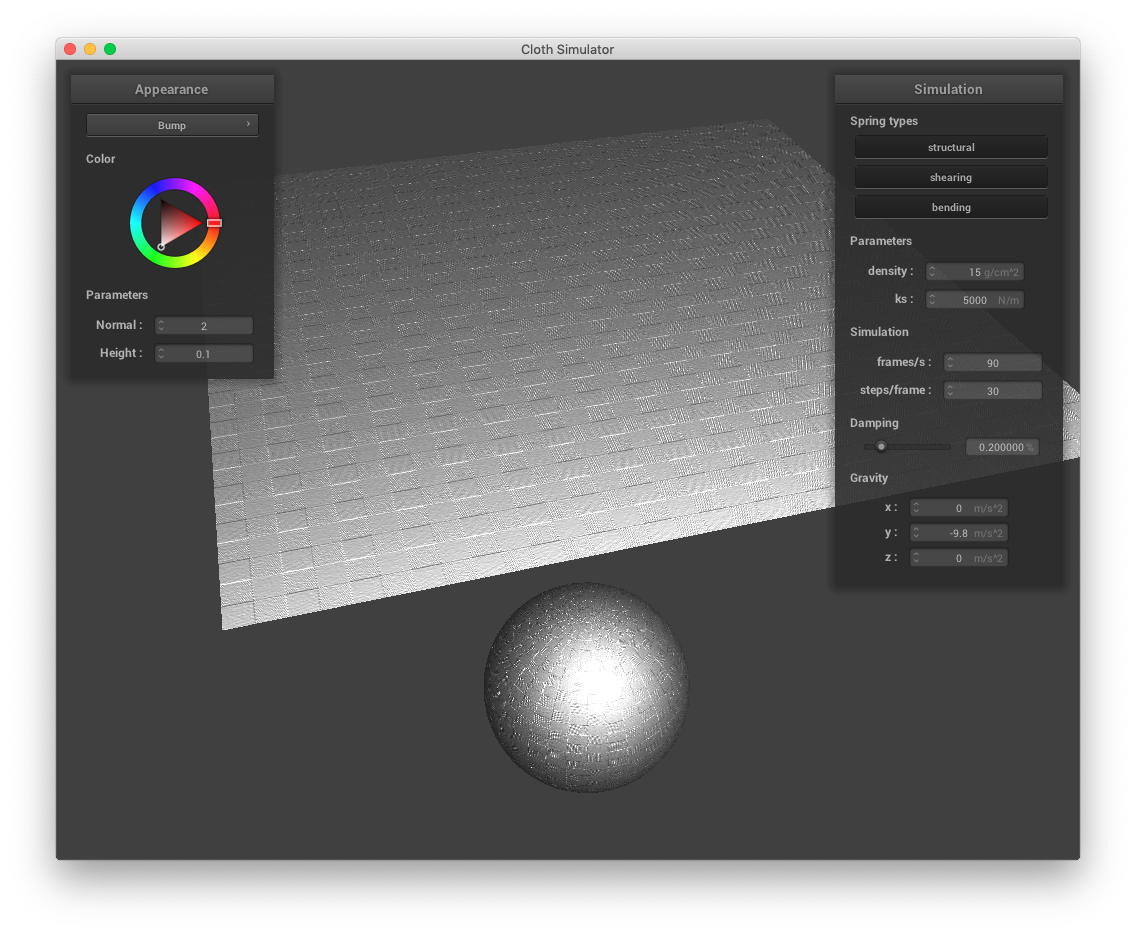 Cloth Simulator
Appearance
Bump
Color
Parameters
Normal : 2
Height : 0.1
Simulation
Spring types
structural
shearing
bending
Parameters
density : 15 g/cm^2
ks : 5000 N/m
Simulation
frames/s : 90
steps/frame : 30
Damping
0.200000 %
Gravity
x : 0 m/s^2
y : -9.8 m/s^2
z : 0 m/s^2